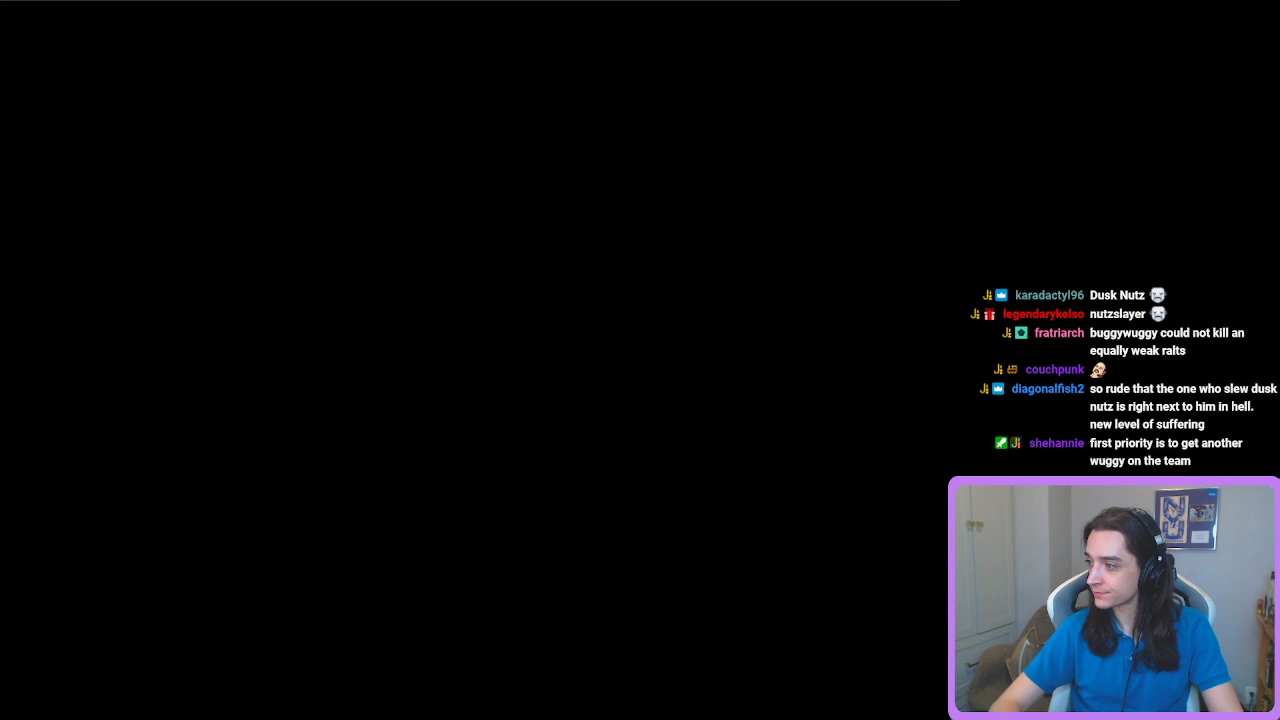 karadactyl96 Dusk Nutz
legendarykelso nutzslayer
fratriarch buggywuggy could not kill an
equally weak ralts
couchpunk
diagonalfish2 so rude that the one who slew dusk
nutz is right next to him in hell.
new level of suffering
shehannie first priority is to get another
wuggy on the team